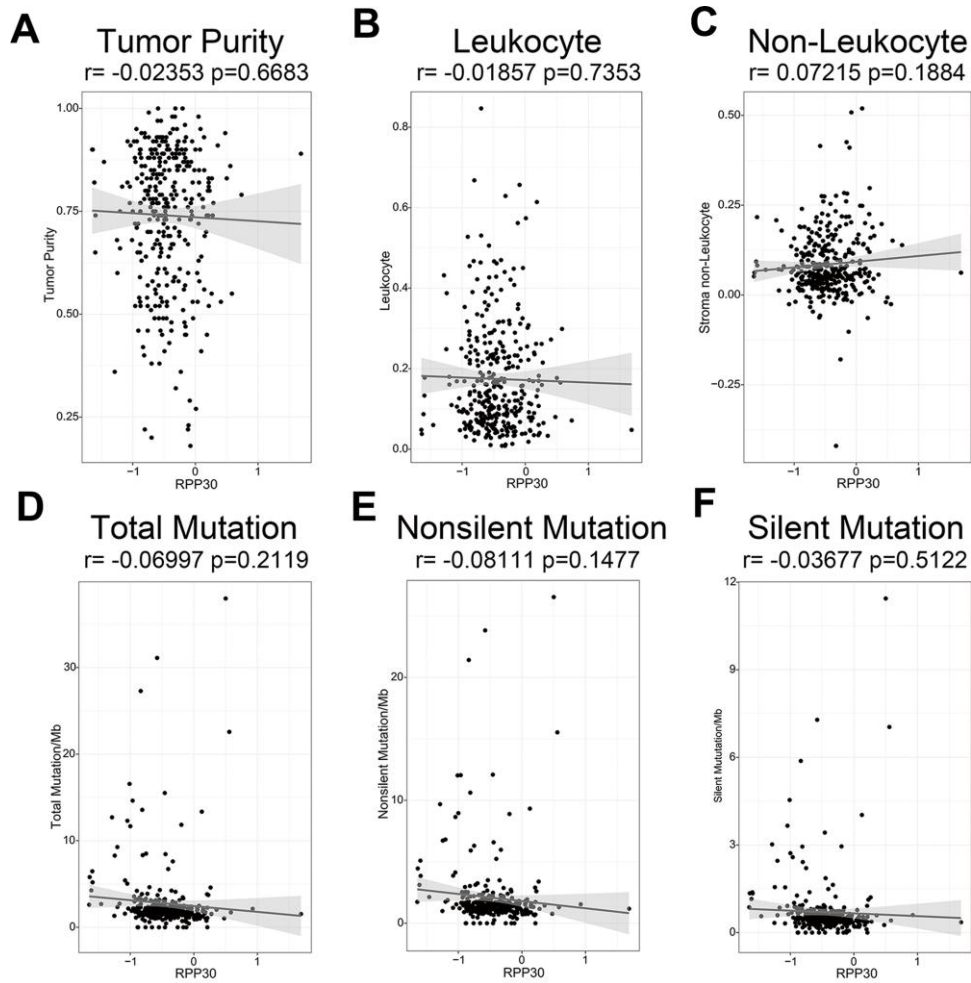 A
Tumor Purity
r= -0.02353 p=0.6683
1.00
0.75
0.50
0.25
Tumor Purity
−1
0
1
RPP30
B
Leukocyte
r= -0.01857 p=0.7353
0.8
0.6
0.4
0.2
0.0
Leukocyte
−1
0
1
RPP30
C
Non-Leukocyte
r= 0.07215 p=0.1884
0.50
0.25
0.00
−0.25
Stroma non-Leukocyte
−1
0
1
RPP30
D
Total Mutation
r= -0.06997 p=0.2119
30
20
10
0
Total Mutation/Mb
−1
0
1
RPP30
E
Nonsilent Mutation
r= -0.08111 p=0.1477
20
10
0
Nonsilent Mutation/Mb
−1
0
1
RPP30
F
Silent Mutation
r= -0.03677 p=0.5122
12
9
6
3
0
Silent Mututation/Mb
−1
0
1
RPP30